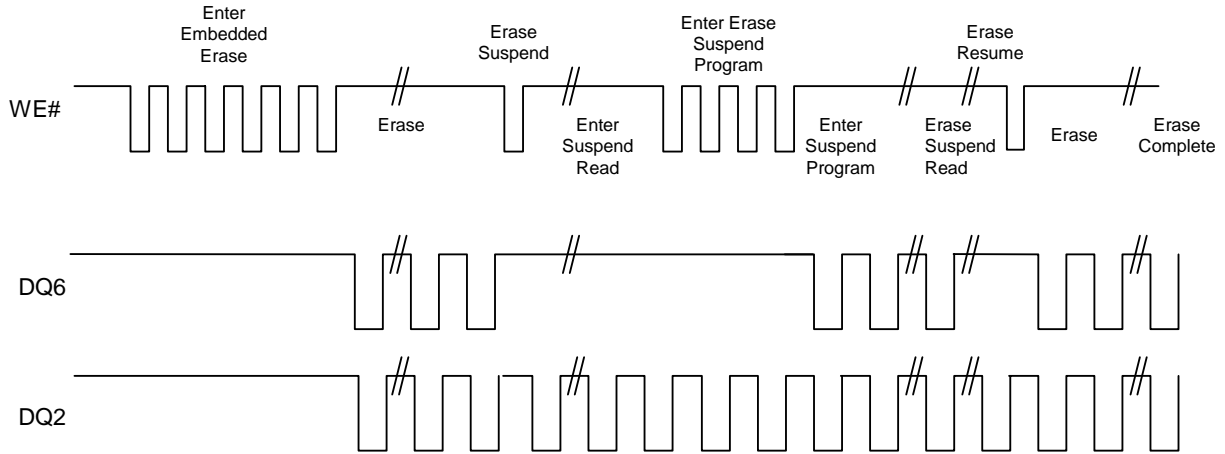 Enter
Embedded
Erase
Erase
Suspend
Enter Erase
Suspend
Program
Erase
Resume
WE#
Erase
Enter
Suspend
Read
Enter
Suspend
Program
Erase
Suspend
Read
Erase
Erase
Complete
DQ6
DQ2